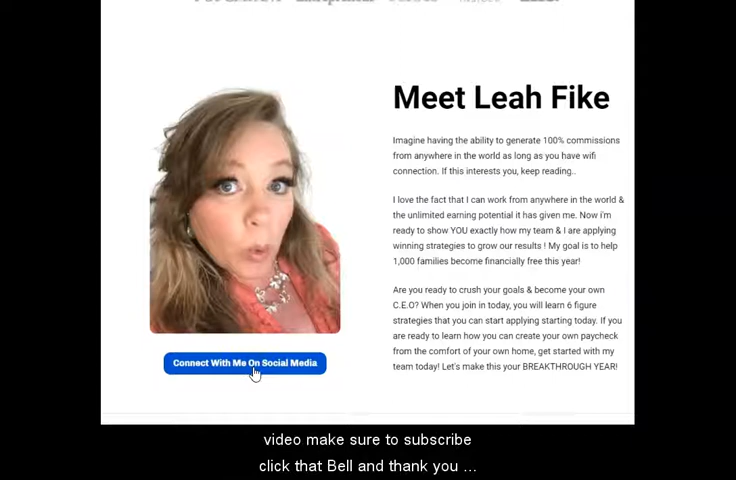 Meet Leah Fike
Imagine having the ability to generate 100% commissions
from anywhere in the world as long as you have wifi
connection. If this interests you, keep reading..
I love the fact that I can work from anywhere in the world &
the unlimited earning potential it has given me. Now i'm
ready to show YOU exactly how my team & I are applying
winning strategies to grow our results ! My goal is to help
1,000 families become financially free this year!
Are you ready to crush your goals & become your own
C.E.O? When you join in today, you will learn 6 figure
strategies that you can start applying starting today. If you
are ready to learn how you can create your own paycheck
from the comfort of your own home, get started with my
team today! Let's make this your BREAKTHROUGH YEAR!
Connect With Me On Social Media
video make sure to subscribe
click that Bell and thank you ...